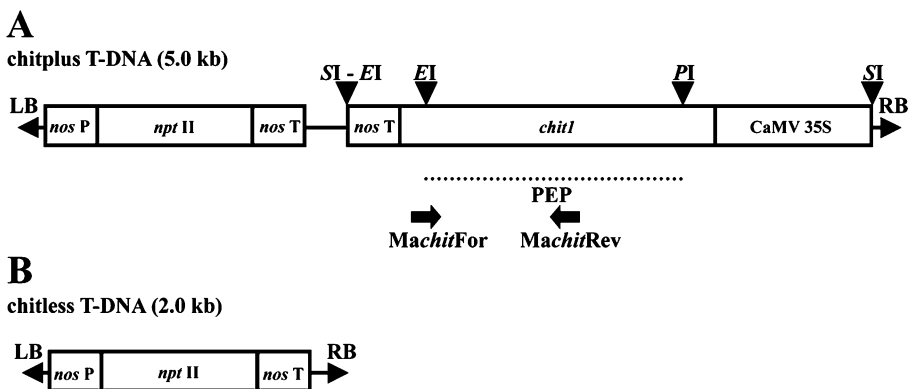 A
chitplus T-DNA (5.0 kb)
SI - EI EI PI SI
LB RB
nos P npt II nos T nos T chit1 CaMV 35S
PEP
MachitFor MachitRev
B
chitless T-DNA (2.0 kb)
LB RB
nos P npt II nos T